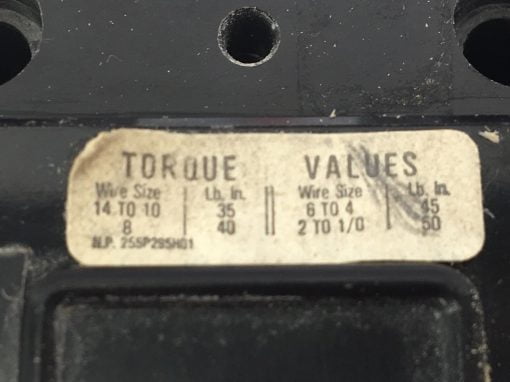 TORQUE VALUES
Wire Size Lb. In. Wire Size Lb. In.
14 TO 10 35 6 TO 4 45
8 40 2 TO 1/0 50
N.P. 255P295H01